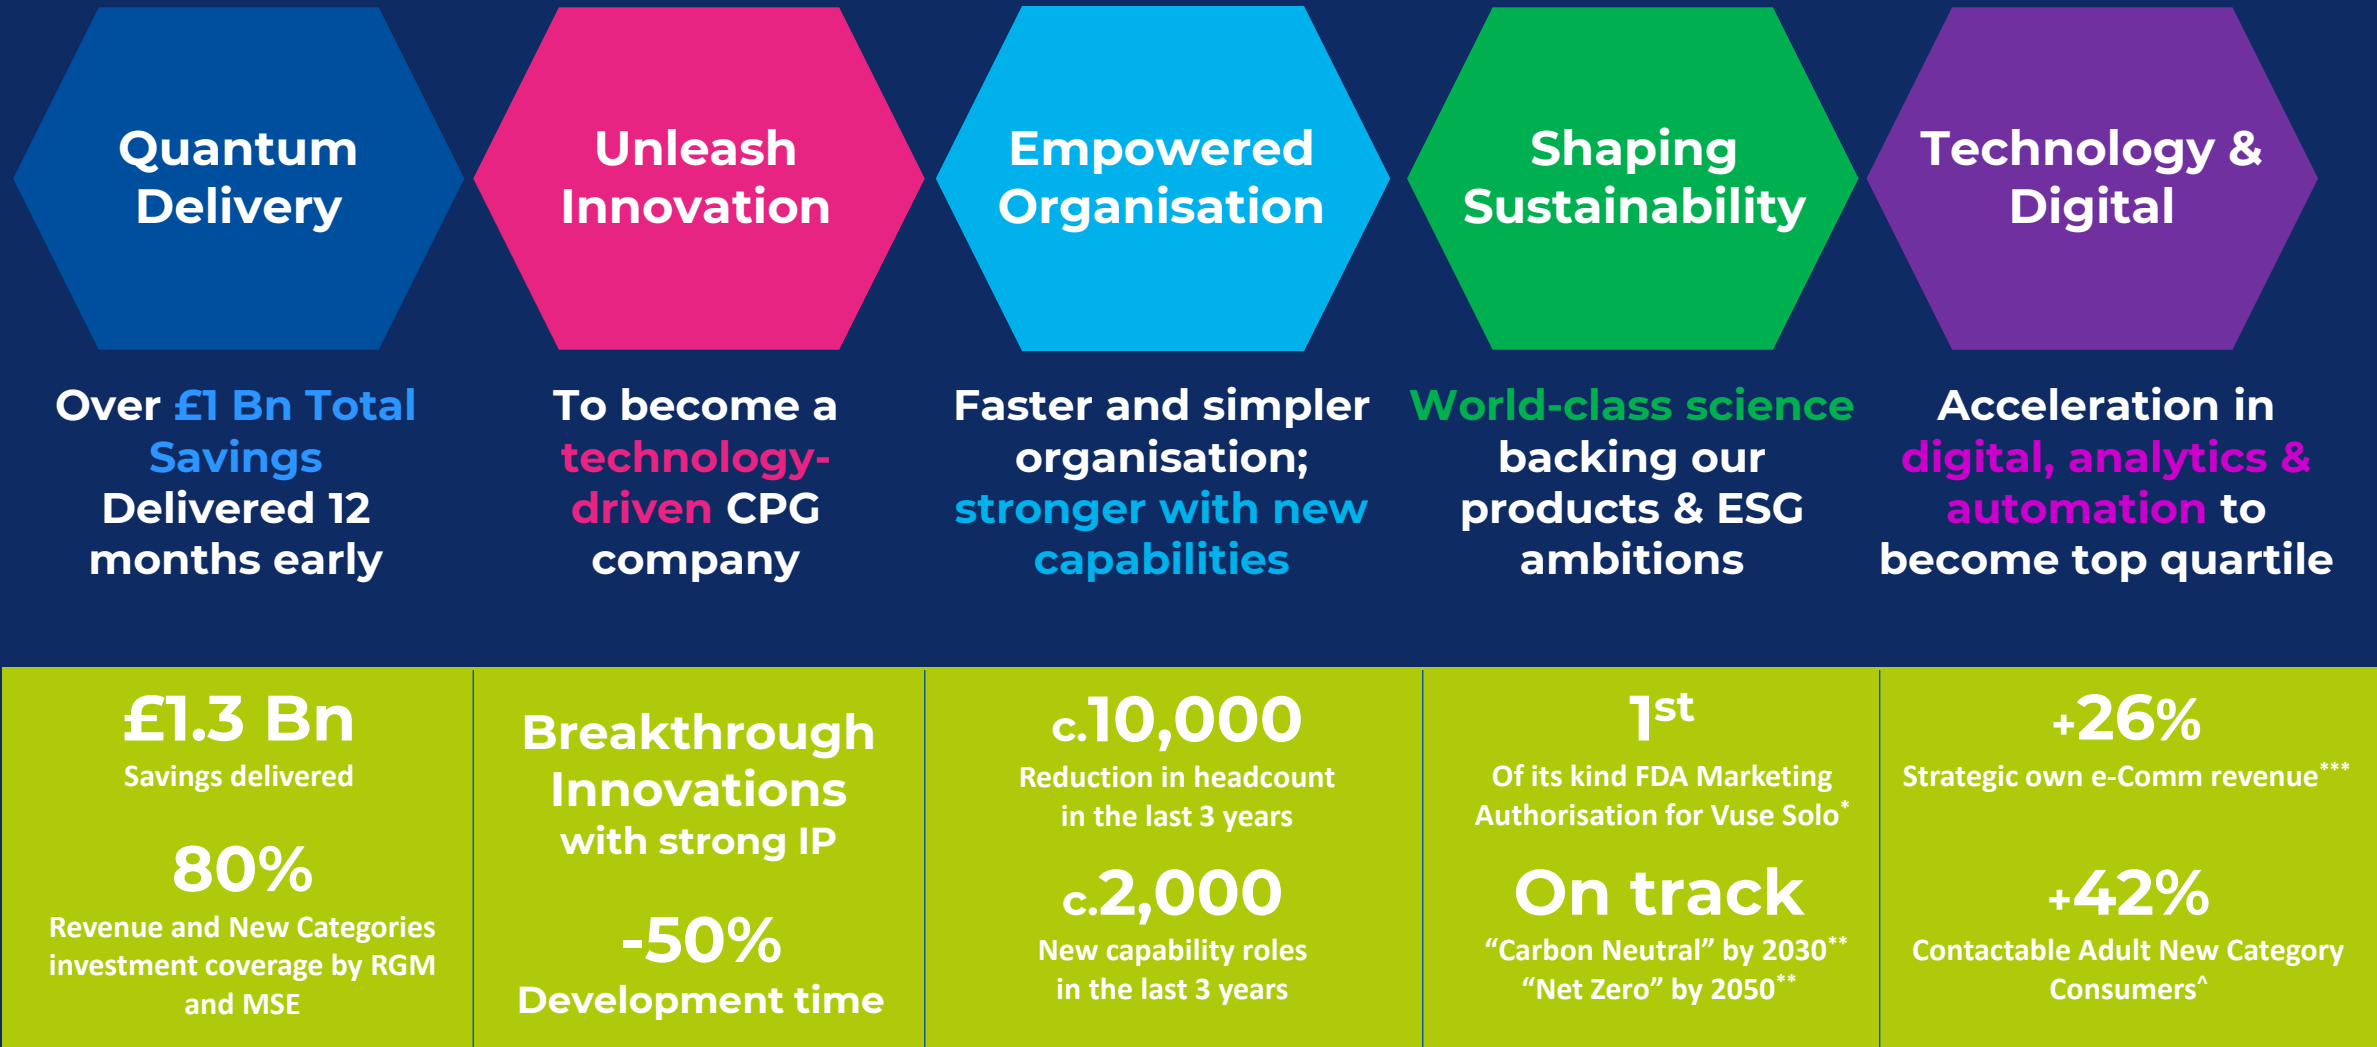 Quantum
Delivery
Over £1 Bn Total
Savings
Delivered 12
months early
£1.3 Bn
Savings delivered
80%
Revenue and New Categories
investment coverage by RGM
and MSE
Unleash
Innovation
To become a
technology-
driven CPG
company
Breakthrough
Innovations
with strong IP
-50%
Development time
Empowered
Organisation
Faster and simpler
organisation;
stronger with new
capabilities
c.10,000
Reduction in headcount
in the last 3 years
c.2,000
New capability roles
in the last 3 years
Shaping
Sustainability
World-class science
backing our
products & ESG
ambitions
1st
Of its kind FDA Marketing
Authorisation for Vuse Solo*
On track
“Carbon Neutral” by 2030**
“Net Zero” by 2050**
Technology &
Digital
Acceleration in
digital, analytics &
automation to
become top quartile
+26%
Strategic own e-Comm revenue***
+42%
Contactable Adult New Category
Consumers^